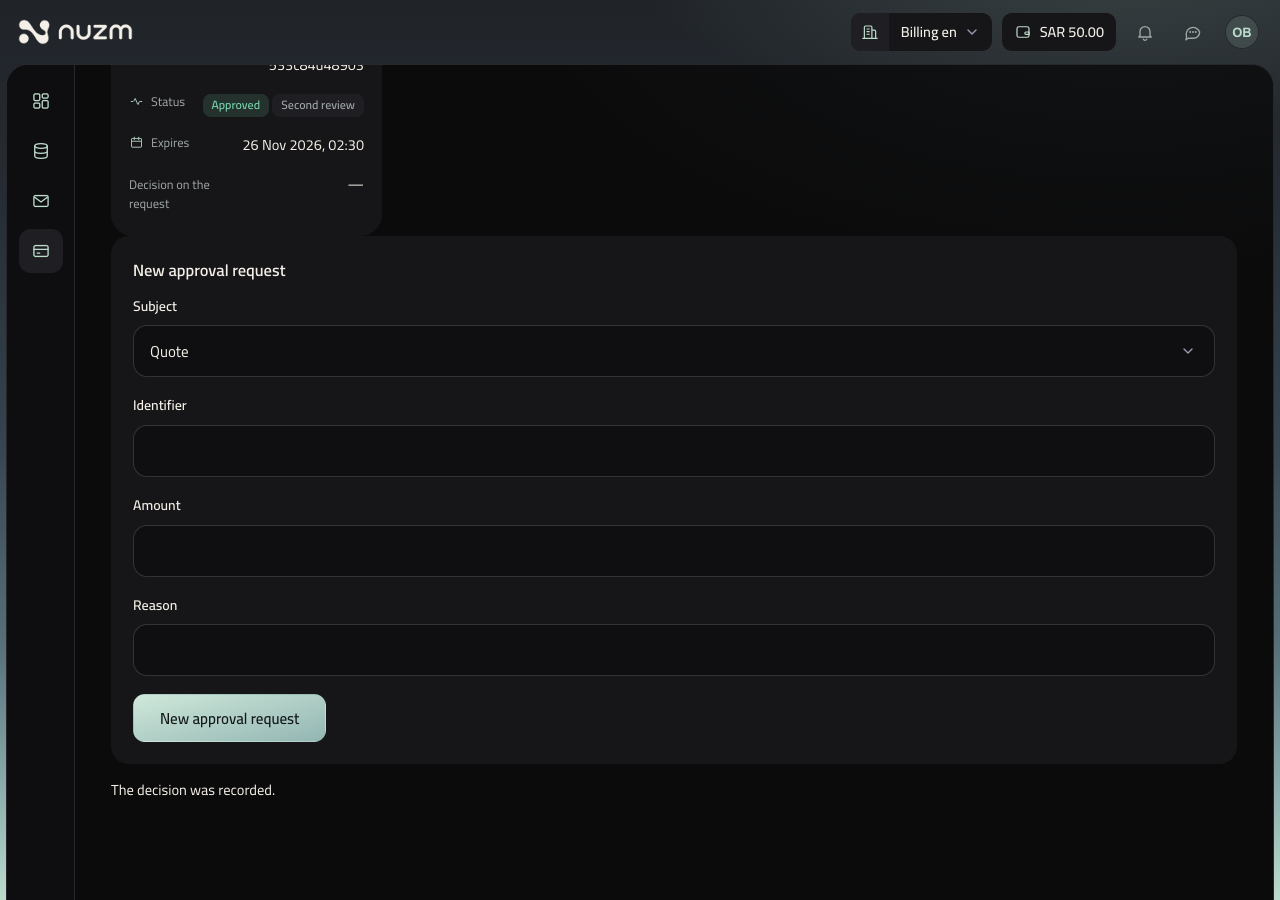 nuzm
Billing en
SAR 50.00
OB
Status
Approved
Second review
Expires
26 Nov 2026, 02:30
Decision on the
request
—
New approval request
Subject
Quote
Identifier
Amount
Reason
New approval request
The decision was recorded.